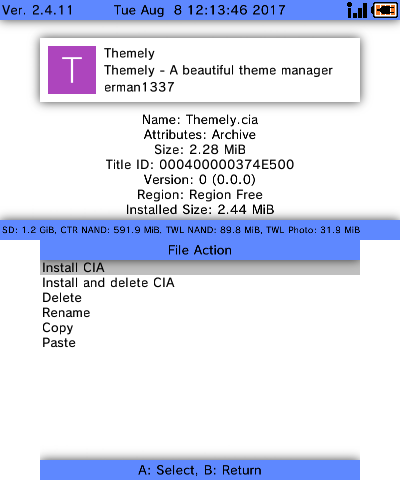 Ver. 2.4.11 Tue Aug 8 12:13:46 2017
T
Themely
Themely - A beautiful theme manager
erman1337
Name: Themely.cia
Attributes: Archive
Size: 2.28 MiB
Title ID: 000400000374E500
Version: 0 (0.0.0)
Region: Region Free
Installed Size: 2.44 MiB
SD: 1.2 GiB, CTR NAND: 591.9 MiB, TWL NAND: 89.8 MiB, TWL Photo: 31.9 MiB
File Action
Install CIA
Install and delete CIA
Delete
Rename
Copy
Paste
A: Select, B: Return